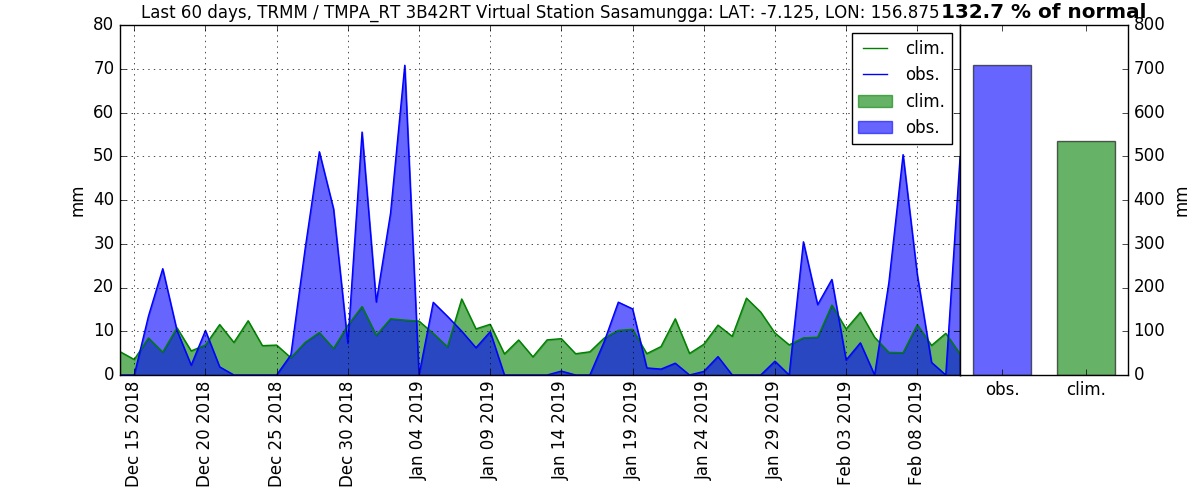 Last 60 days, TRMM / TMPA_RT 3B42RT Virtual Station Sasamungga: LAT: -7.125, LON: 156.875 132.7 % of normal
80
70
60
50
40
30
20
10
0
mm
clim.
obs.
clim.
obs.
800
700
600
500
400
300
200
100
0
mm
obs.
clim.
Dec 15 2018
Dec 20 2018
Dec 25 2018
Dec 30 2018
Jan 04 2019
Jan 09 2019
Jan 14 2019
Jan 19 2019
Jan 24 2019
Jan 29 2019
Feb 03 2019
Feb 08 2019